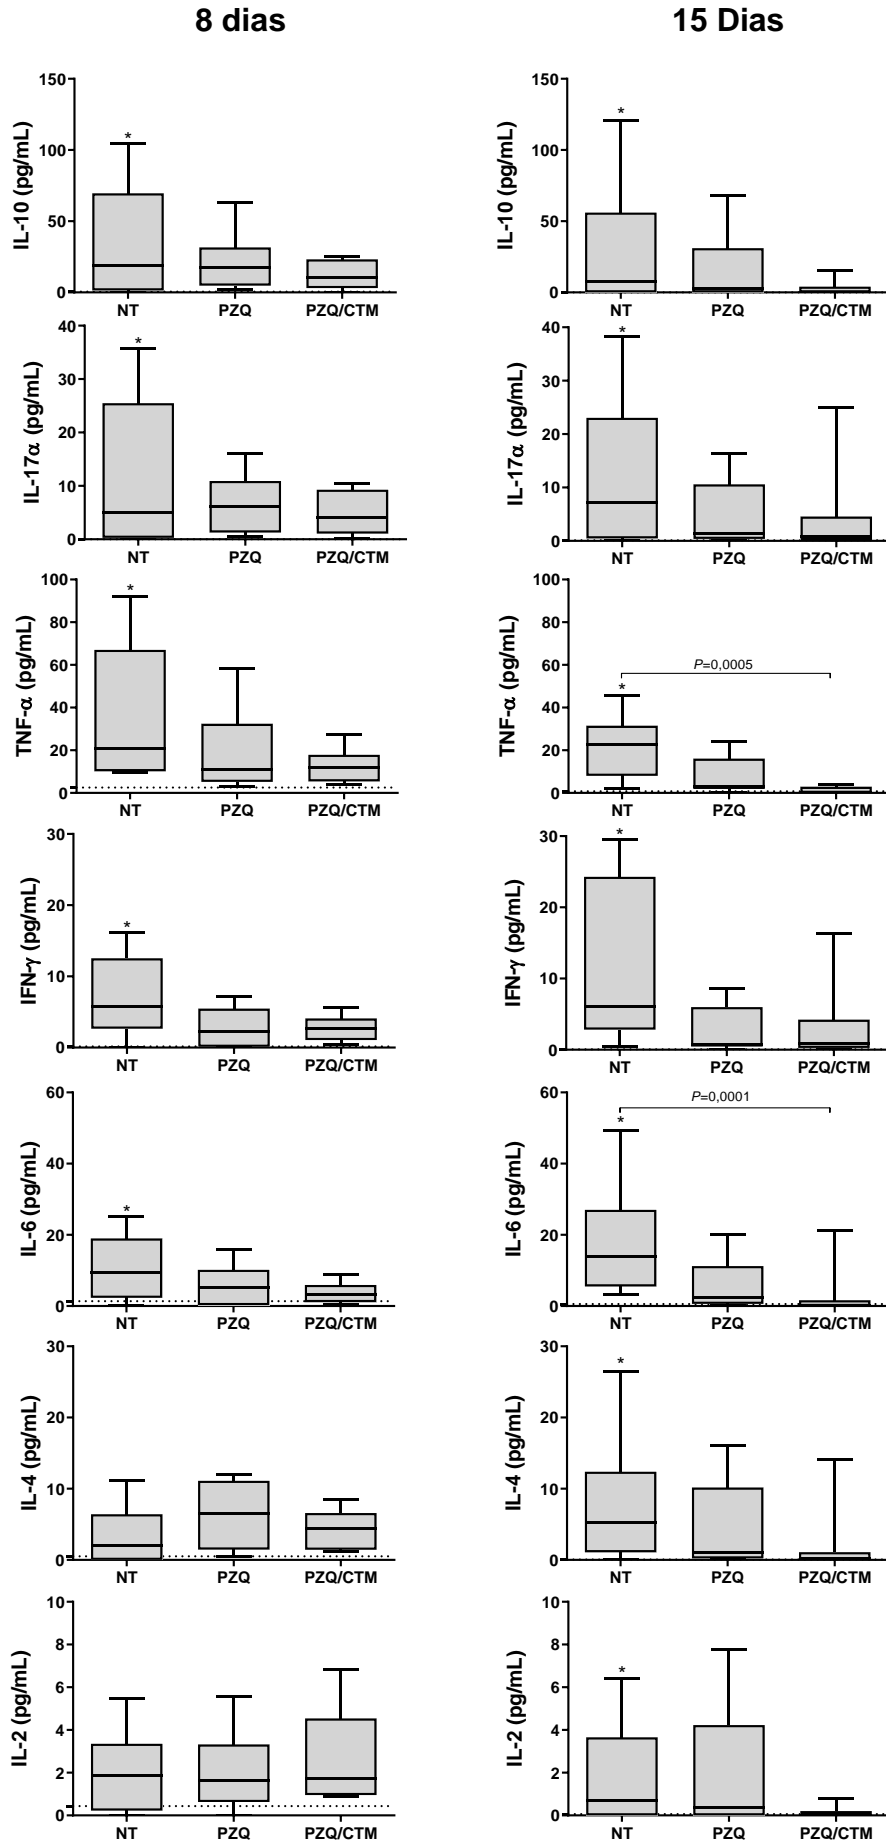 8 dias
15 Dias
IL-10 (pg/mL)
150
100
50
0
*
NT
PZQ
PZQ/CTM
IL-10 (pg/mL)
150
100
50
0
*
NT
PZQ
PZQ/CTM
IL-17α (pg/mL)
40
30
20
10
0
*
NT
PZQ
PZQ/CTM
IL-17α (pg/mL)
40
30
20
10
0
*
NT
PZQ
PZQ/CTM
TNF-α (pg/mL)
100
80
60
40
20
0
*
NT
PZQ
PZQ/CTM
TNF-α (pg/mL)
100
80
60
40
20
0
P=0,0005
*
NT
PZQ
PZQ/CTM
IFN-γ (pg/mL)
30
20
10
0
*
NT
PZQ
PZQ/CTM
IFN-γ (pg/mL)
30
20
10
0
*
NT
PZQ
PZQ/CTM
IL-6 (pg/mL)
60
40
20
0
*
NT
PZQ
PZQ/CTM
IL-6 (pg/mL)
60
40
20
0
P=0,0001
*
NT
PZQ
PZQ/CTM
IL-4 (pg/mL)
30
20
10
0
NT
PZQ
PZQ/CTM
IL-4 (pg/mL)
30
20
10
0
*
NT
PZQ
PZQ/CTM
IL-2 (pg/mL)
10
8
6
4
2
0
NT
PZQ
PZQ/CTM
IL-2 (pg/mL)
10
8
6
4
2
0
*
NT
PZQ
PZQ/CTM